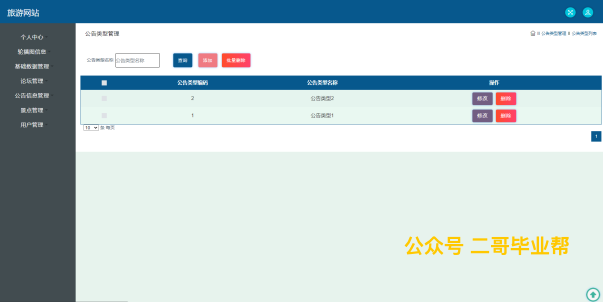 旅游网站
个人中心
轮播图信息
基础数据管理
论坛管理
公告信息管理
景点管理
用户管理
公告类型管理
公告类型管理 公告类型列表
公告类型名称 公告类型名称 查询 添加 批量删除
公告类型编码 公告类型名称 操作
2 公告类型2 修改 删除
1 公告类型1 修改 删除
10 条 每页
1
公众号 二哥毕业帮